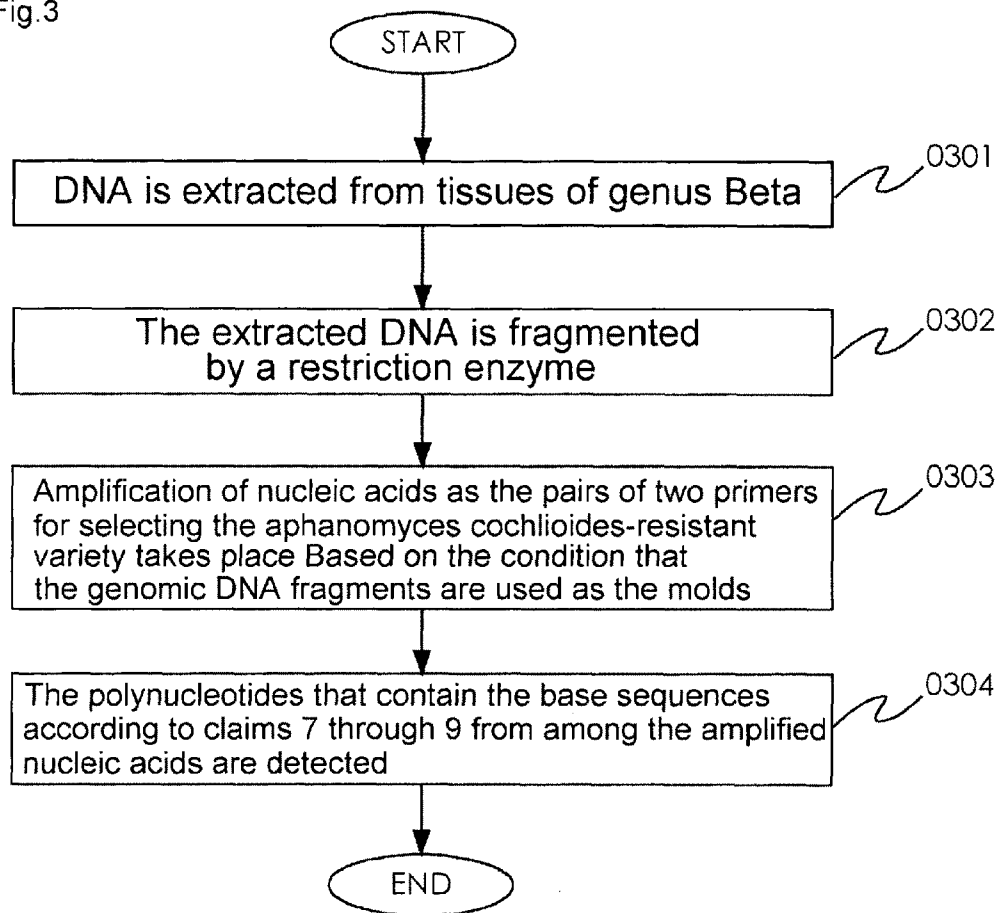 Fig.3
START
DNA is extracted from tissues of genus Beta
0301
The extracted DNA is fragmented
by a restriction enzyme
0302
Amplification of nucleic acids as the pairs of two primers
for selecting the aphanomyces cochlioides-resistant
variety takes place Based on the condition that
the genomic DNA fragments are used as the molds
0303
The polynucleotides that contain the base sequences
according to claims 7 through 9 from among the amplified
nucleic acids are detected
0304
END